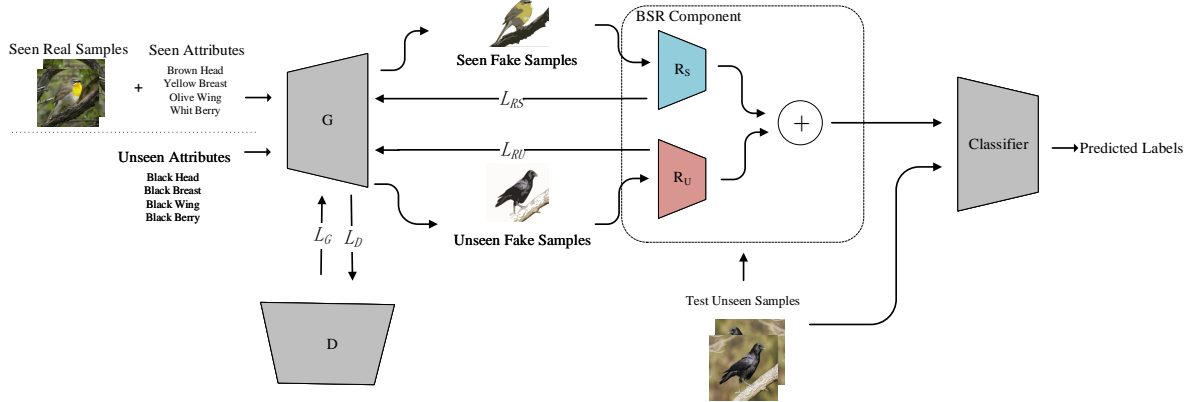 BSR Component
Seen Real Samples
Seen Attributes
Brown Head
Yellow Breast
Olive Wing
Whit Berry
+
Unseen Attributes
Black Head
Black Breast
Black Wing
Black Berry
G
L_G
L_D
D
Seen Fake Samples
L_RS
L_RU
Unseen Fake Samples
R_S
R_U
+
Test Unseen Samples
Classifier
Predicted Labels